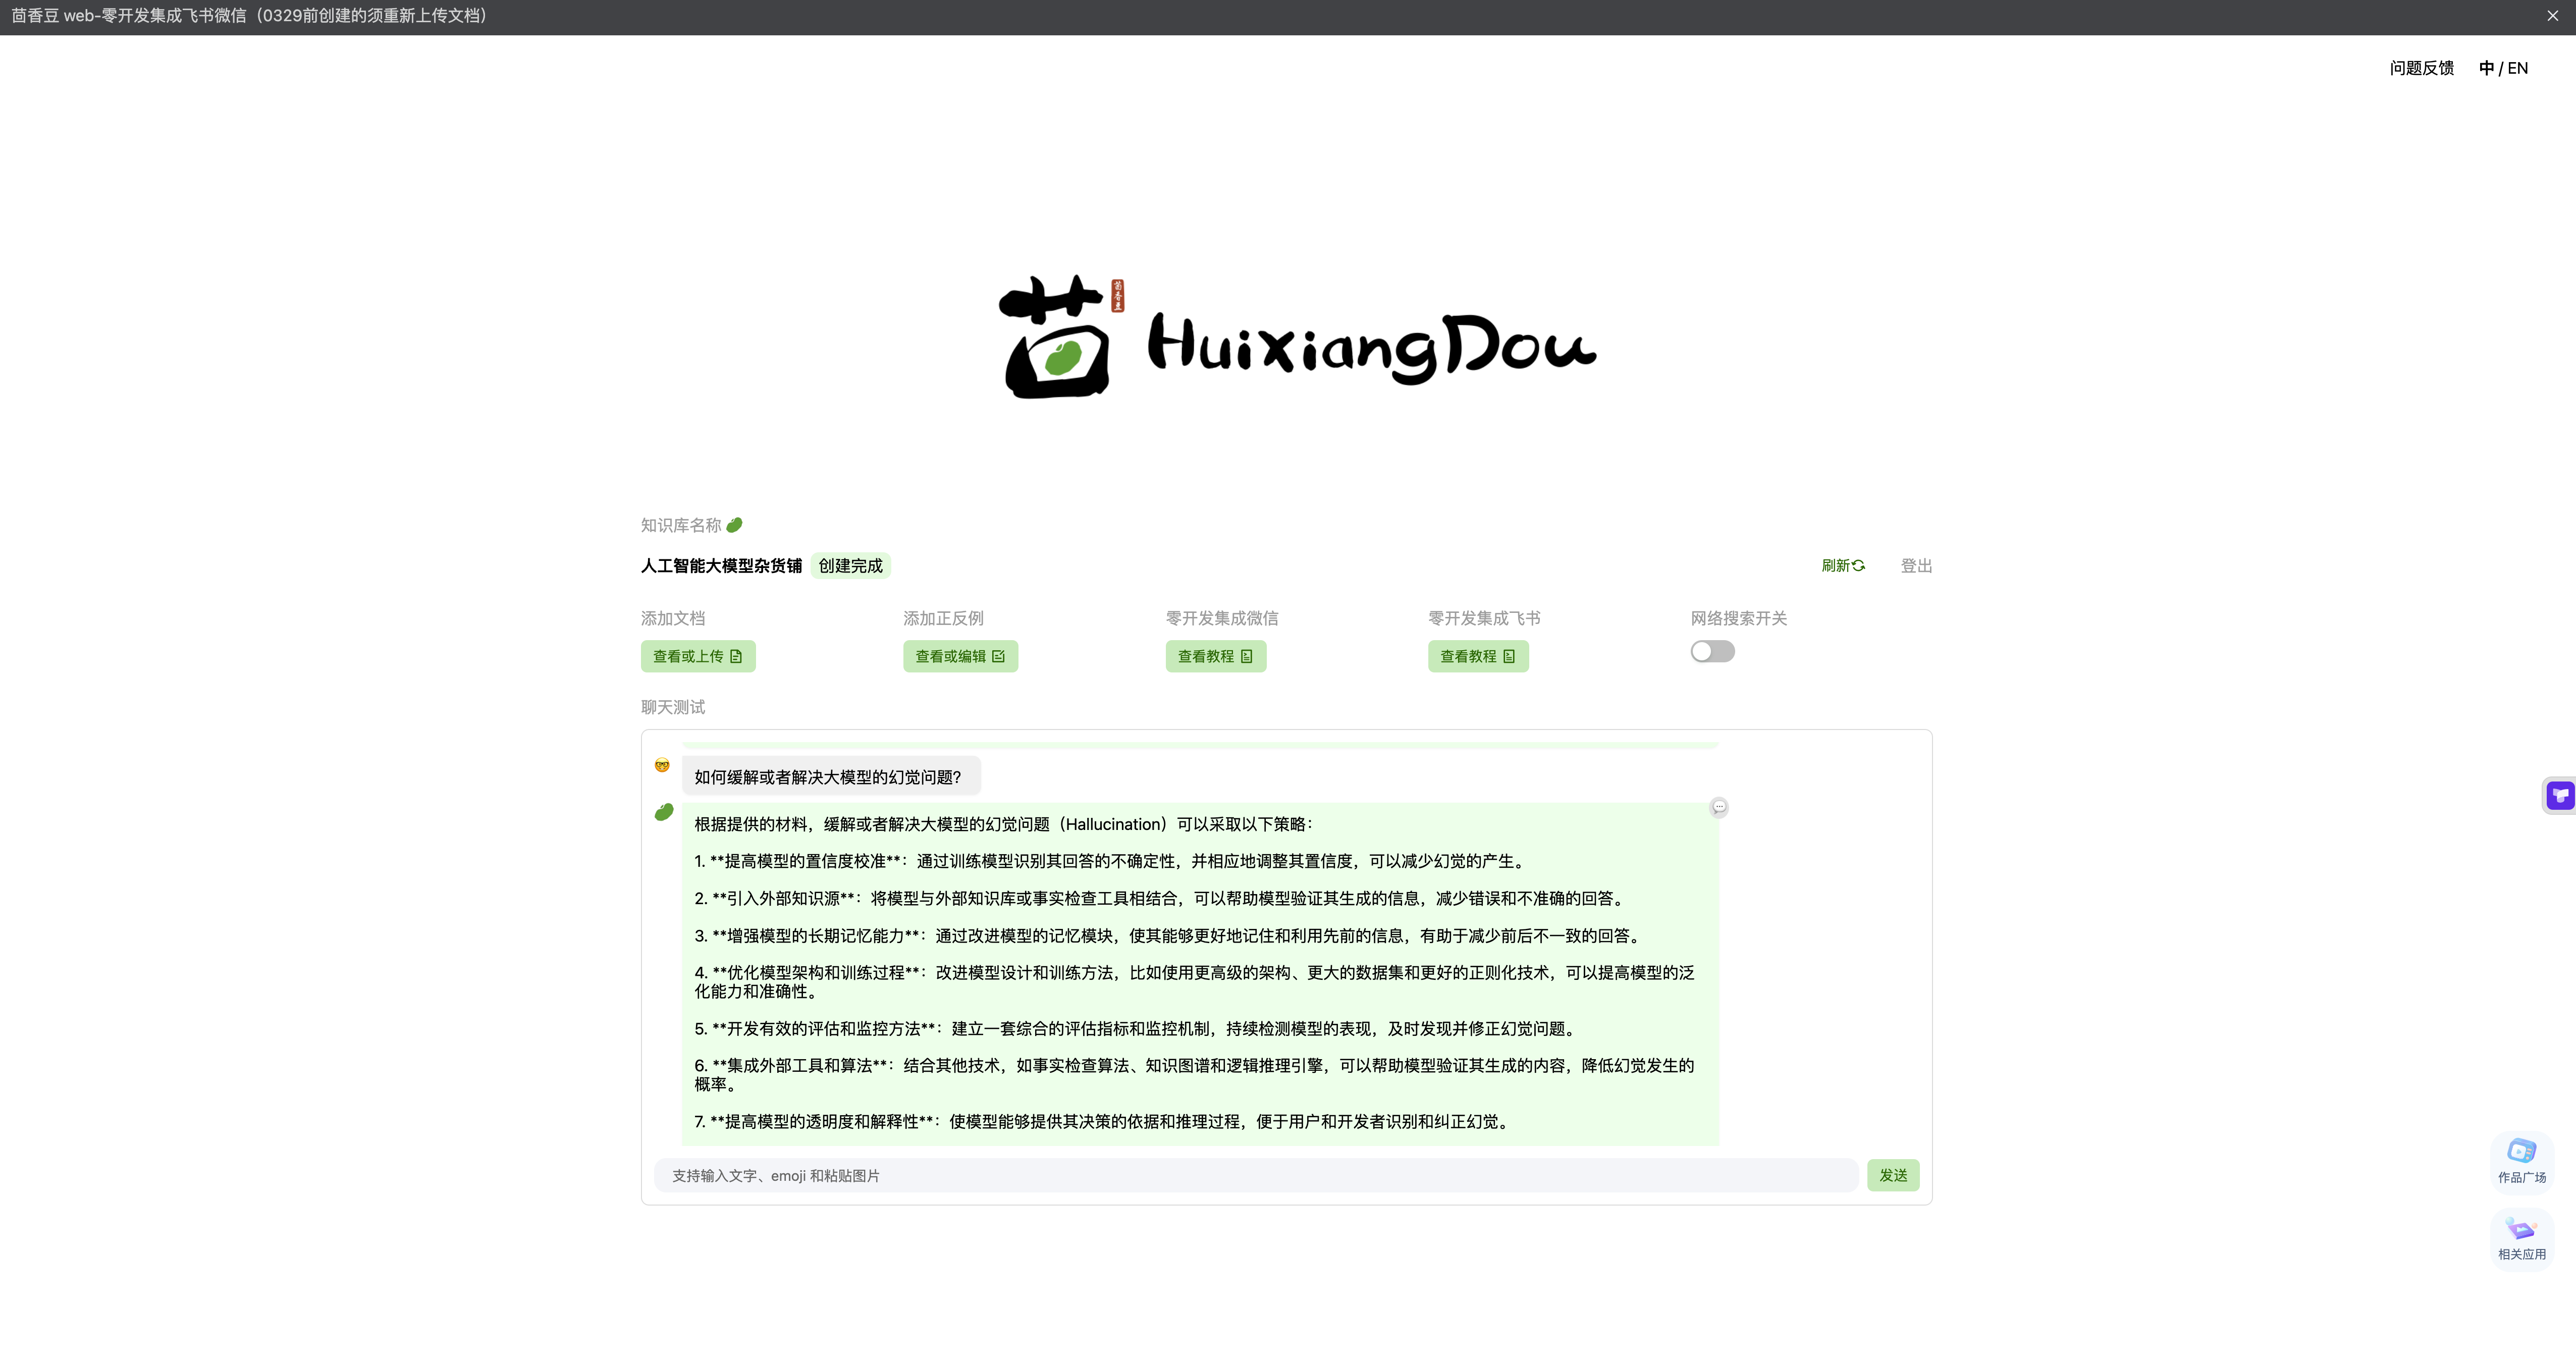 茴香豆 web-零开发集成飞书微信（0329前创建的须重新上传文档）
问题反馈 中 / EN
茴
茴香豆
HuixiangDou
知识库名称
人工智能大模型杂货铺 创建完成 刷新 登出
添加文档 添加正反例 零开发集成微信 零开发集成飞书 网络搜索开关
查看或上传 查看或编辑 查看教程 查看教程
聊天测试
如何缓解或者解决大模型的幻觉问题?
根据提供的材料，缓解或者解决大模型的幻觉问题（Hallucination）可以采取以下策略：
1. **提高模型的置信度校准**：通过训练模型识别其回答的不确定性，并相应地调整其置信度，可以减少幻觉的产生。
2. **引入外部知识源**：将模型与外部知识库或事实检查工具相结合，可以帮助模型验证其生成的信息，减少错误和不准确的回答。
3. **增强模型的长期记忆能力**：通过改进模型的记忆模块，使其能够更好地记住和利用先前的信息，有助于减少前后不一致的回答。
4. **优化模型架构和训练过程**：改进模型设计和训练方法，比如使用更高级的架构、更大的数据集和更好的正则化技术，可以提高模型的泛
化能力和准确性。
5. **开发有效的评估和监控方法**：建立一套综合的评估指标和监控机制，持续检测模型的表现，及时发现并修正幻觉问题。
6. **集成外部工具和算法**：结合其他技术，如事实检查算法、知识图谱和逻辑推理引擎，可以帮助模型验证其生成的内容，降低幻觉发生的
概率。
7. **提高模型的透明度和解释性**：使模型能够提供其决策的依据和推理过程，便于用户和开发者识别和纠正幻觉。
支持输入文字、emoji 和粘贴图片 发送
作品广场
相关应用